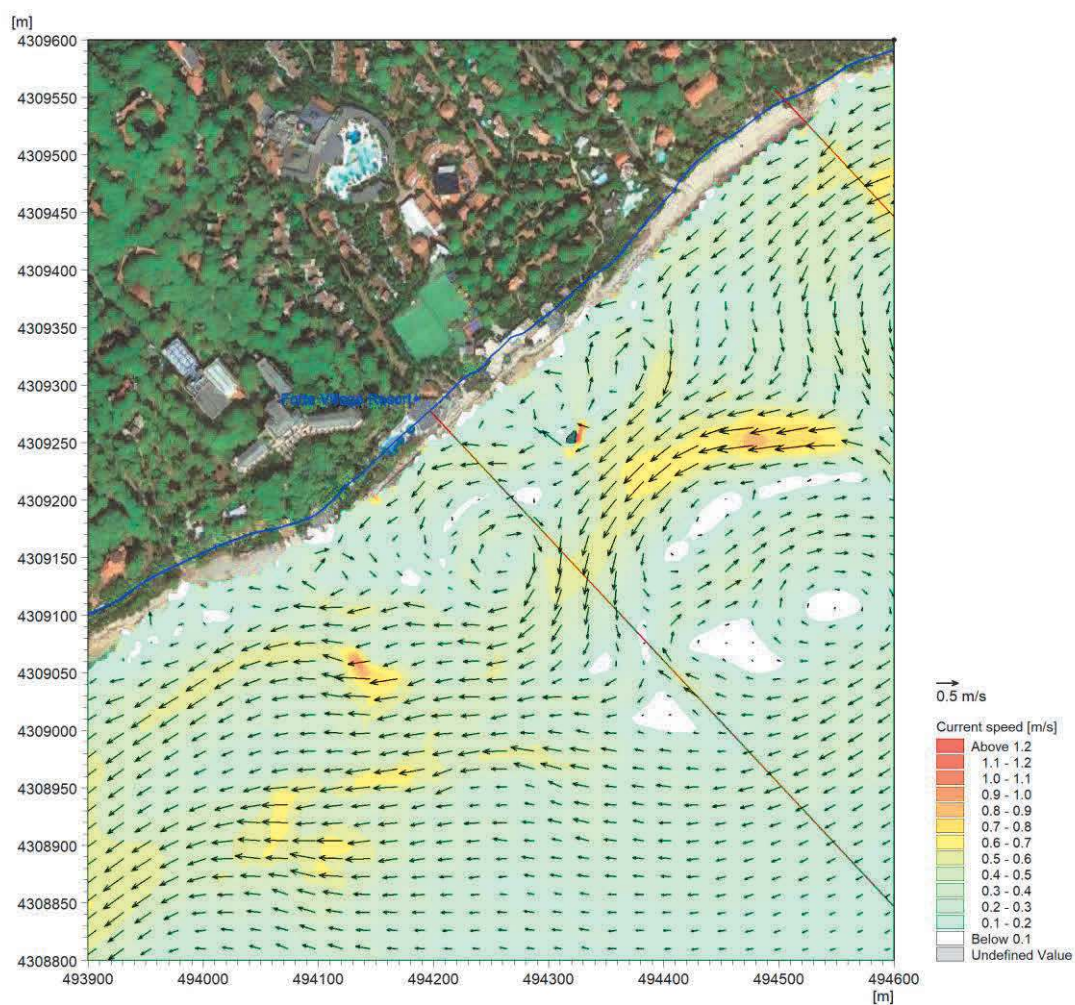 [m]
4309600
4309550
4309500
4309450
4309400
4309350
4309300
4309250
4309200
4309150
4309100
4309050
4309000
4308950
4308900
4308850
4308800
Forte Village Resort
493900 494000 494100 494200 494300 494400 494500 494600
[m]
0.5 m/s
Current speed [m/s]
Above 1.2
1.1 - 1.2
1.0 - 1.1
0.9 - 1.0
0.8 - 0.9
0.7 - 0.8
0.6 - 0.7
0.5 - 0.6
0.4 - 0.5
0.3 - 0.4
0.2 - 0.3
0.1 - 0.2
Below 0.1
Undefined Value